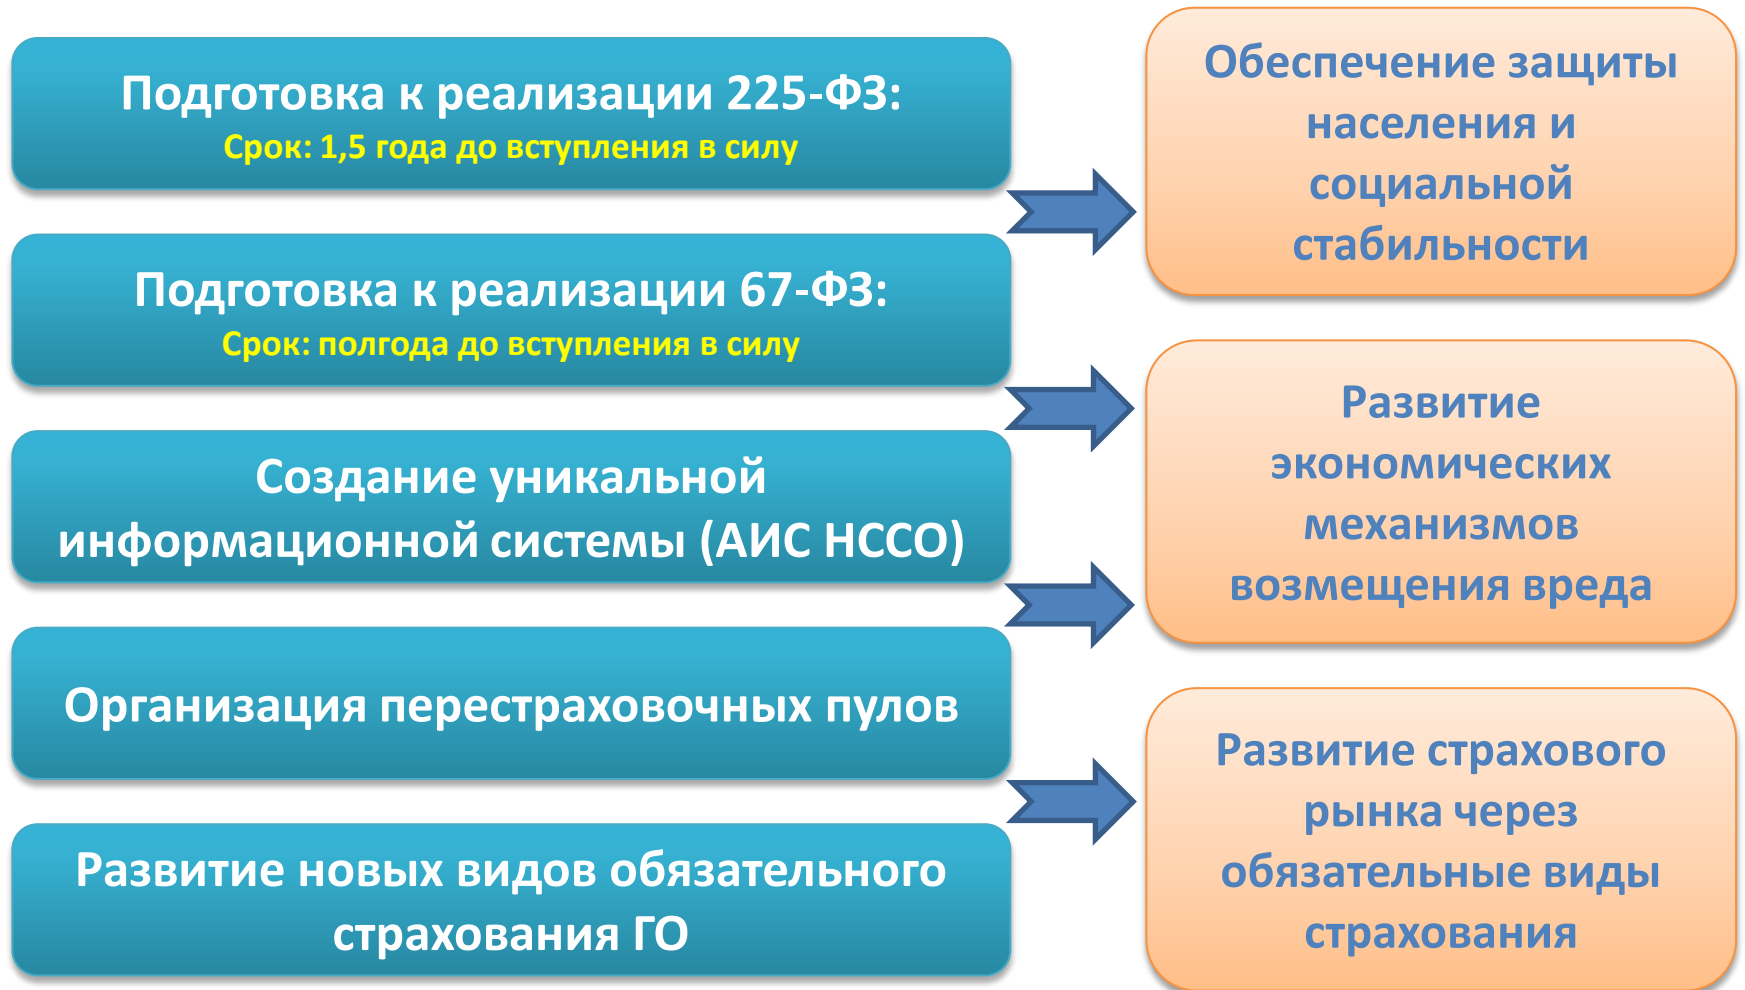 Подготовка к реализации 225-ФЗ:
Срок: 1,5 года до вступления в силу
Подготовка к реализации 67-ФЗ:
Срок: полгода до вступления в силу
Создание уникальной
информационной системы (АИС НССО)
Организация перестраховочных пулов
Развитие новых видов обязательного
страхования ГО
Обеспечение защиты
населения и
социальной
стабильности
Развитие
экономических
механизмов
возмещения вреда
Развитие страхового
рынка через
обязательные виды
страхования